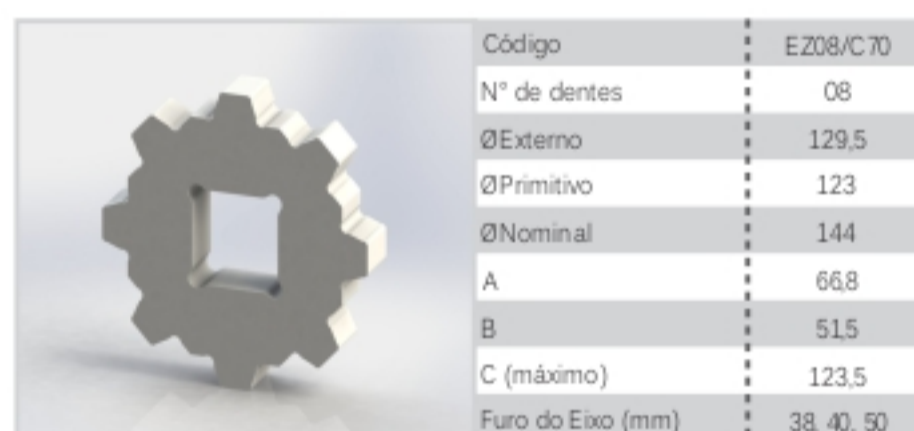 Código EZ08/C70
N° de dentes 08
ØExterno 129,5
ØPrimitivo 123
ØNominal 144
A 66,8
B 51,5
C (máximo) 123,5
Furo do Eixo (mm) 38, 40, 50